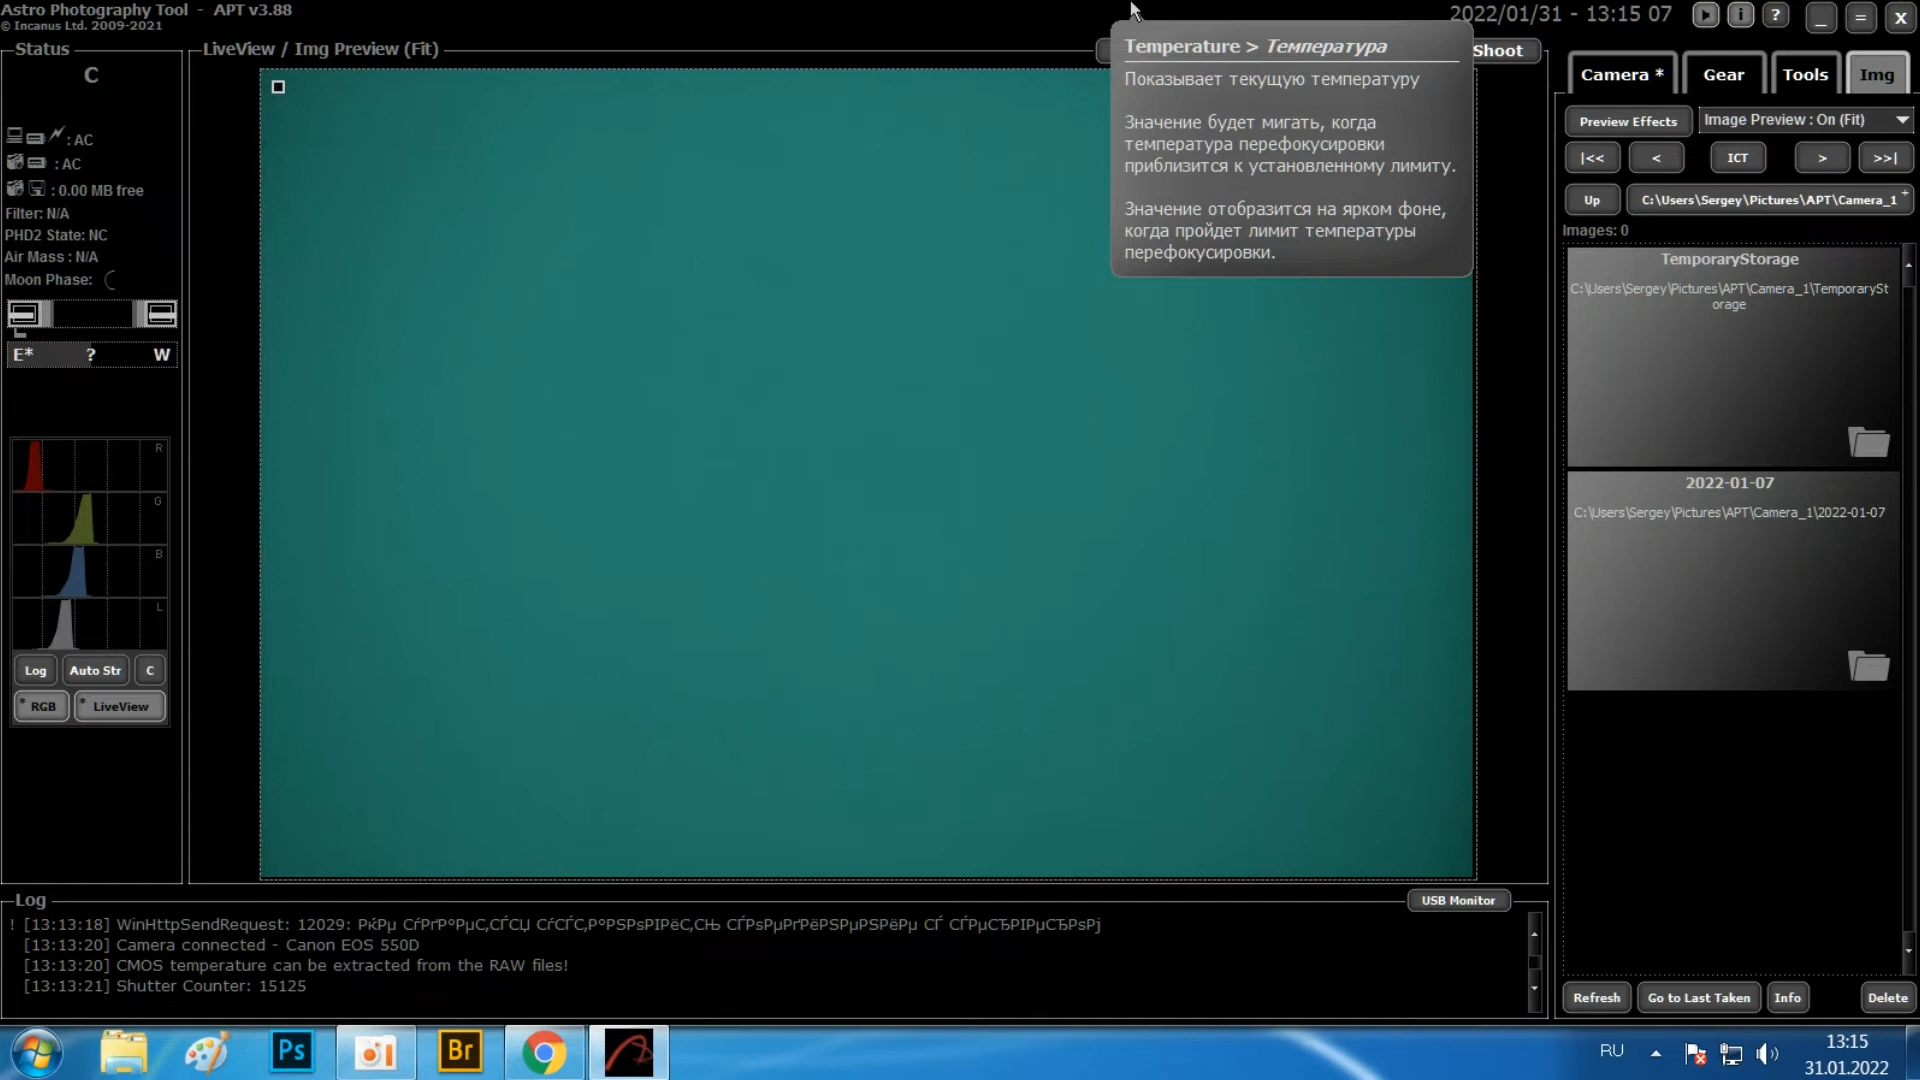 Astro Photography Tool - APT v3.88
© Incanus Ltd. 2009-2021
2022/01/31 - 13:15 07
i
?
_
=
X
Status
C
: AC
: AC
: 0.00 MB free
Filter: N/A
PHD2 State: NC
Air Mass : N/A
Moon Phase:
E* ? W
R
G
B
L
Log Auto Str C
* RGB * LiveView
LiveView / Img Preview (Fit)
Shoot
Temperature > Температура
Показывает текущую температуру
Значение будет мигать, когда
температура перефокусировки
приблизится к установленному лимиту.
Значение отобразится на ярком фоне,
когда пройдет лимит температуры
перефокусировки.
Camera * Gear Tools Img
Preview Effects Image Preview : On (Fit)
|<< < ICT > >>|
Up C:\Users\Sergey\Pictures\APT\Camera_1 +
Images: 0
TemporaryStorage
C:\Users\Sergey\Pictures\APT\Camera_1\TemporarySt
orage
2022-01-07
C:\Users\Sergey\Pictures\APT\Camera_1\2022-01-07
Refresh Go to Last Taken Info Delete
Log
USB Monitor
! [13:13:18] WinHttpSendRequest: 12029:
[13:13:20] Camera connected - Canon EOS 550D
[13:13:20] CMOS temperature can be extracted from the RAW files!
[13:13:21] Shutter Counter: 15125
Ps
Br
RU
13:15
31.01.2022